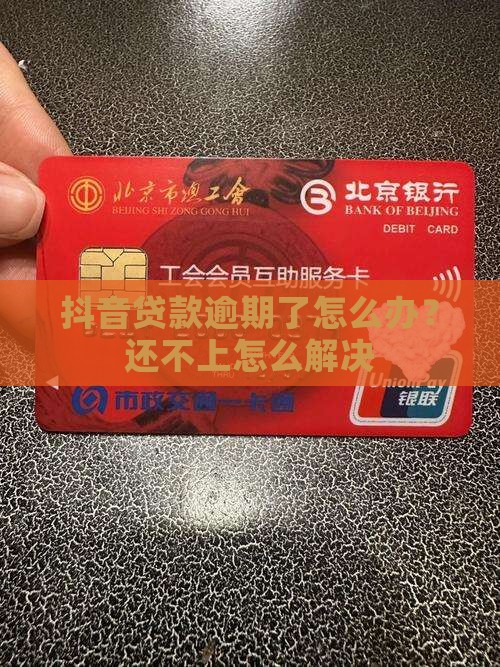 北京市總工會
BEIJING SHI ZONG GONG HUI
北京银行
BANK OF BEIJING
DEBIT CARD
工会会员互助服务卡
抖音贷款逾期了怎么办？
还不上怎么解决
市政交通一卡通
UnionPay
银联